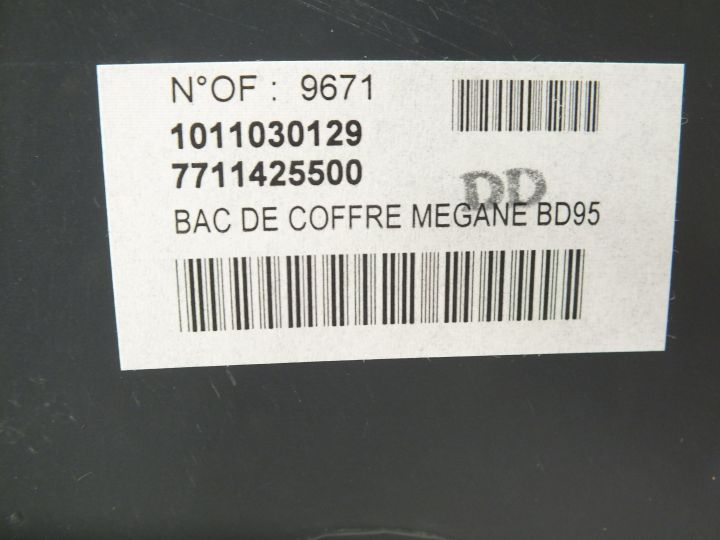 N°OF : 9671
1011030129
7711425500
DD
BAC DE COFFRE MEGANE BD95